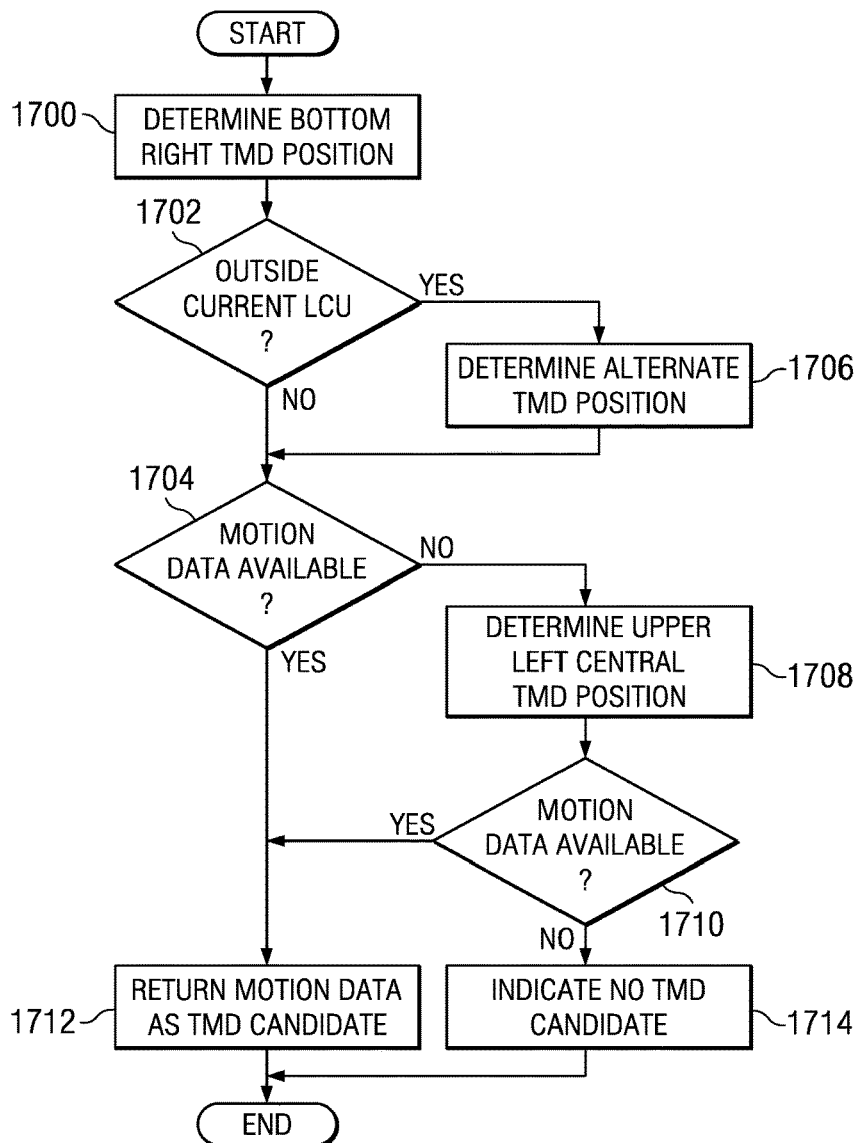 START
1700
DETERMINE BOTTOM
RIGHT TMD POSITION
1702
OUTSIDE
CURRENT LCU
?
YES
NO
DETERMINE ALTERNATE
TMD POSITION
1706
1704
MOTION
DATA AVAILABLE
?
NO
YES
DETERMINE UPPER
LEFT CENTRAL
TMD POSITION
1708
MOTION
DATA AVAILABLE
?
YES
1710
NO
1712
RETURN MOTION DATA
AS TMD CANDIDATE
INDICATE NO TMD
CANDIDATE
1714
END